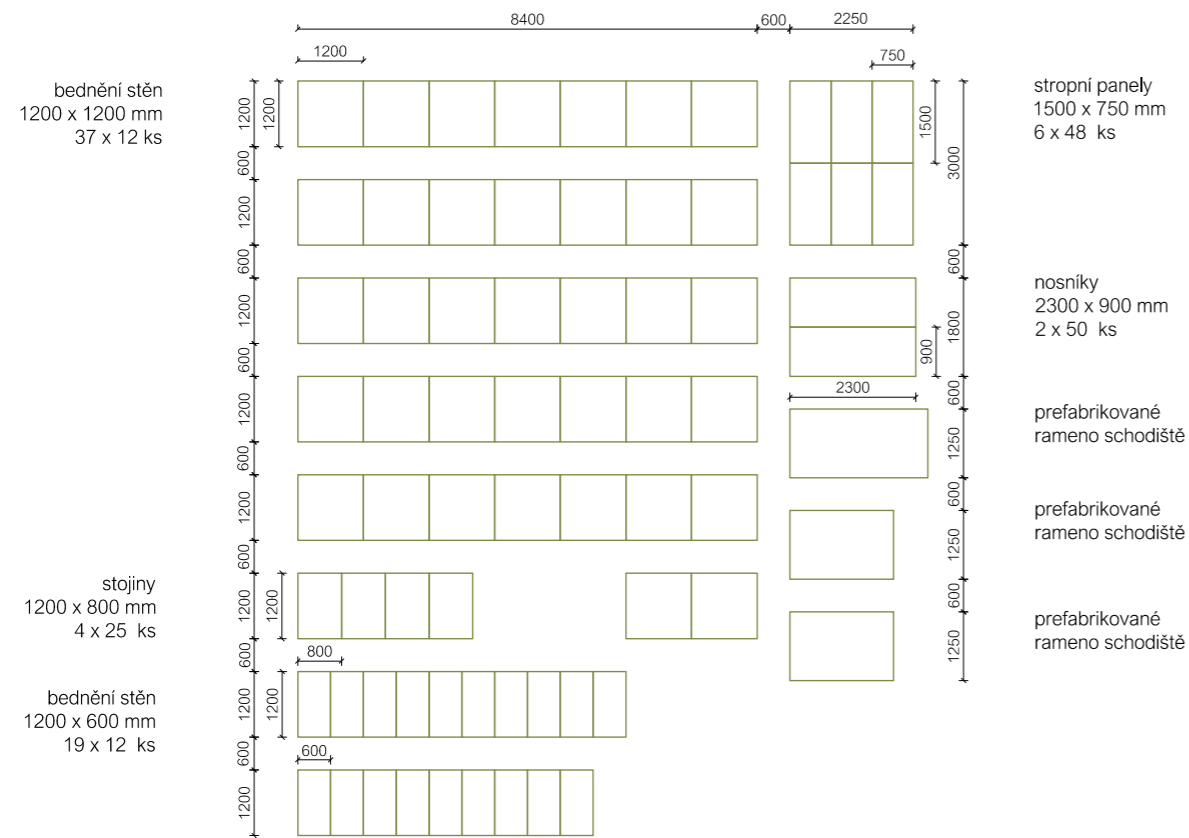 8400
600
2250
1200
750
bednění stěn
1200 x 1200 mm
37 x 12 ks
1200
1200
600
1200
600
1200
600
1200
600
1200
600
1500
3000
600
stropní panely
1500 x 750 mm
6 x 48 ks
nosníky
2300 x 900 mm
2 x 50 ks
1800
900
600
2300
prefabrikované
rameno schodiště
1250
600
prefabrikované
rameno schodiště
1250
600
prefabrikované
rameno schodiště
1250
stojiny
1200 x 800 mm
4 x 25 ks
1200
1200
600
800
bednění stěn
1200 x 600 mm
19 x 12 ks
1200
1200
600
600
1200